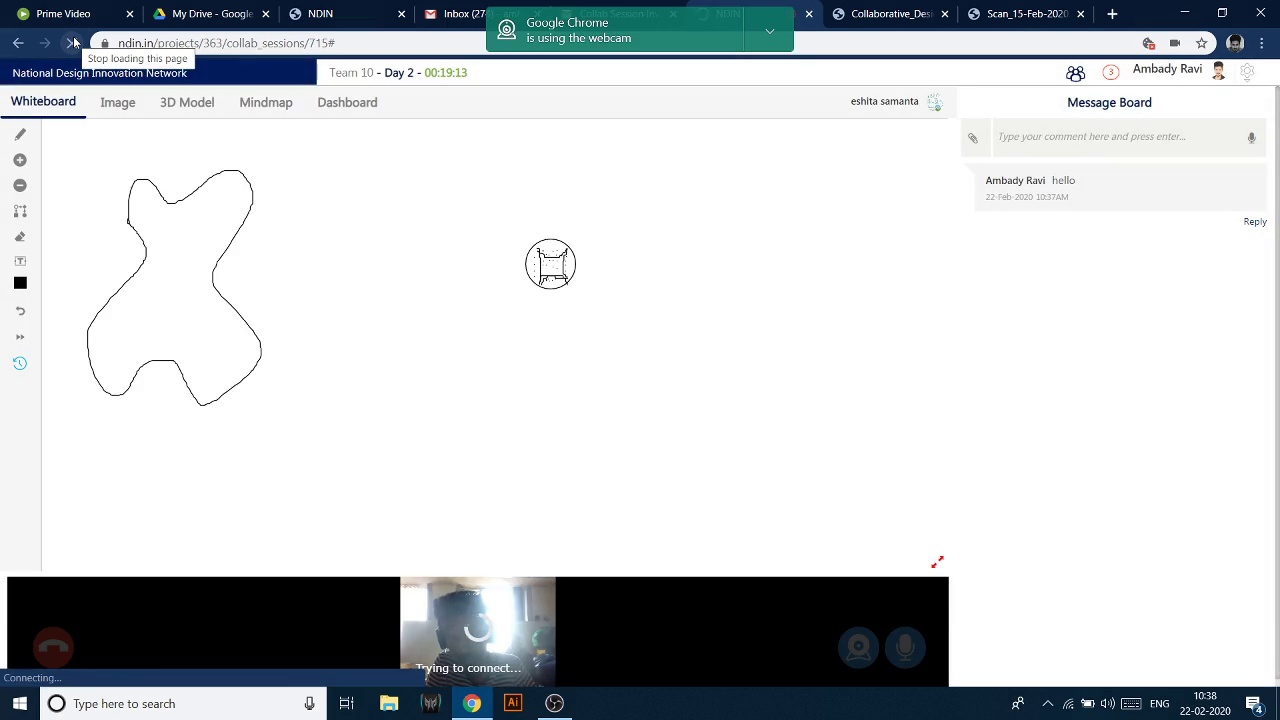 Prime Video
My Drive - Google
NDIN
Google Chrome
is using the webcam
Collaborative_Des
Scan_15-Feb-2020
ndin.in/projects/363/collab_sessions/715#
Stop loading this page
National Design Innovation Network
Team 10 - Day 2 - 00:19:13
3
Ambady Ravi
Whiteboard
Image
3D Model
Mindmap
Dashboard
eshita samanta
Message Board
Type your comment here and press enter...
Ambady Ravi hello
22-Feb-2020 10:37AM
Reply
Trying to connect...
Connecting...
Type here to search
Ai
ENG
10:38
22-02-2020
4